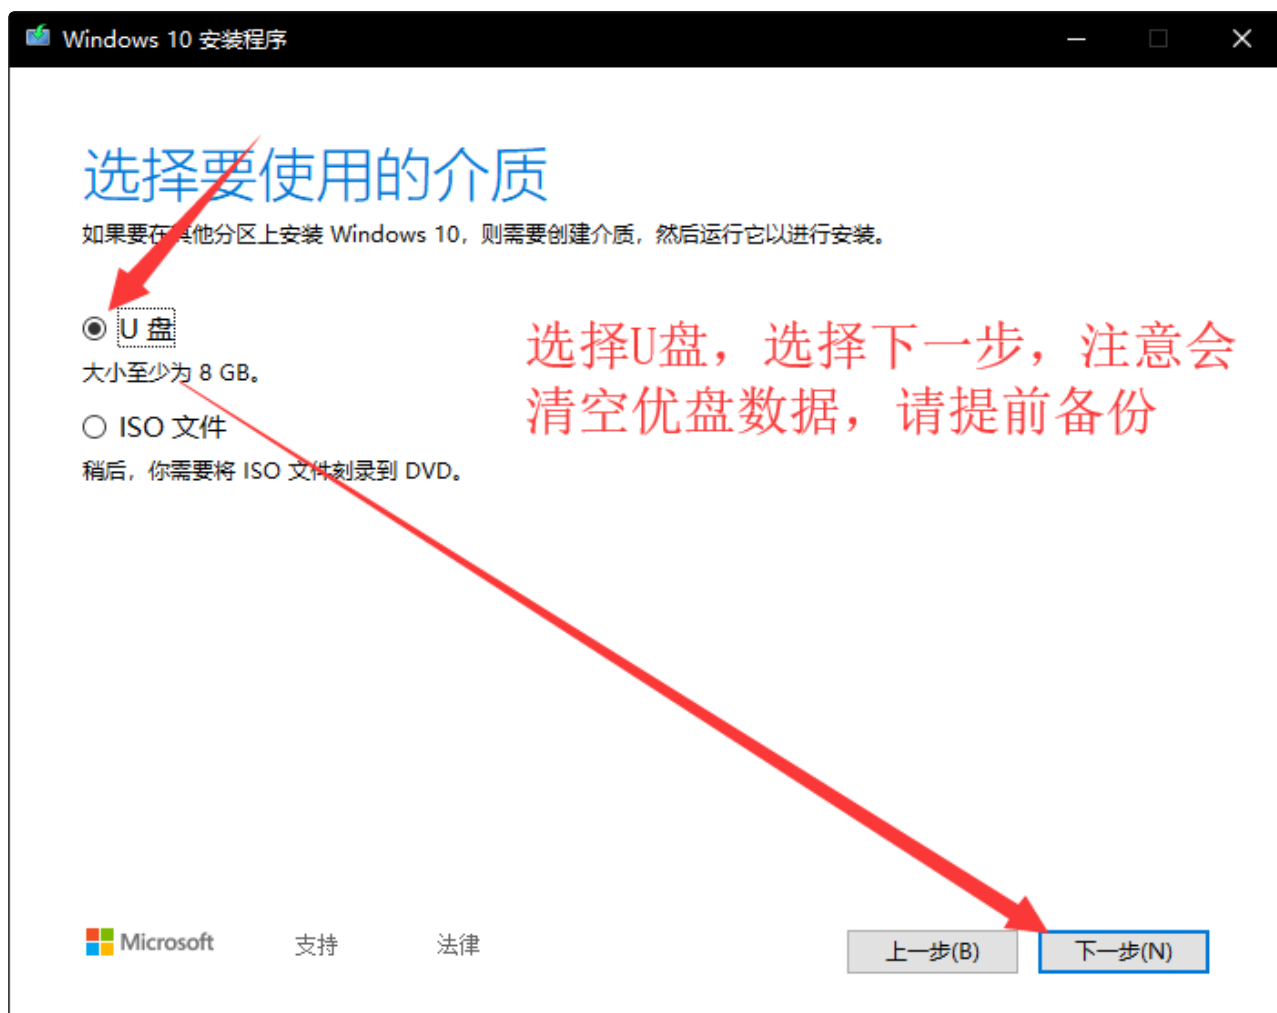 Windows 10 安装程序
选择要使用的介质
如果要在其他分区上安装 Windows 10，则需要创建介质，然后运行它以进行安装。
U 盘
大小至少为 8 GB。
选择U盘，选择下一步，注意会
清空优盘数据，请提前备份
ISO 文件
稍后，你需要将 ISO 文件刻录到 DVD。
Microsoft 支持 法律 上一步(B) 下一步(N)